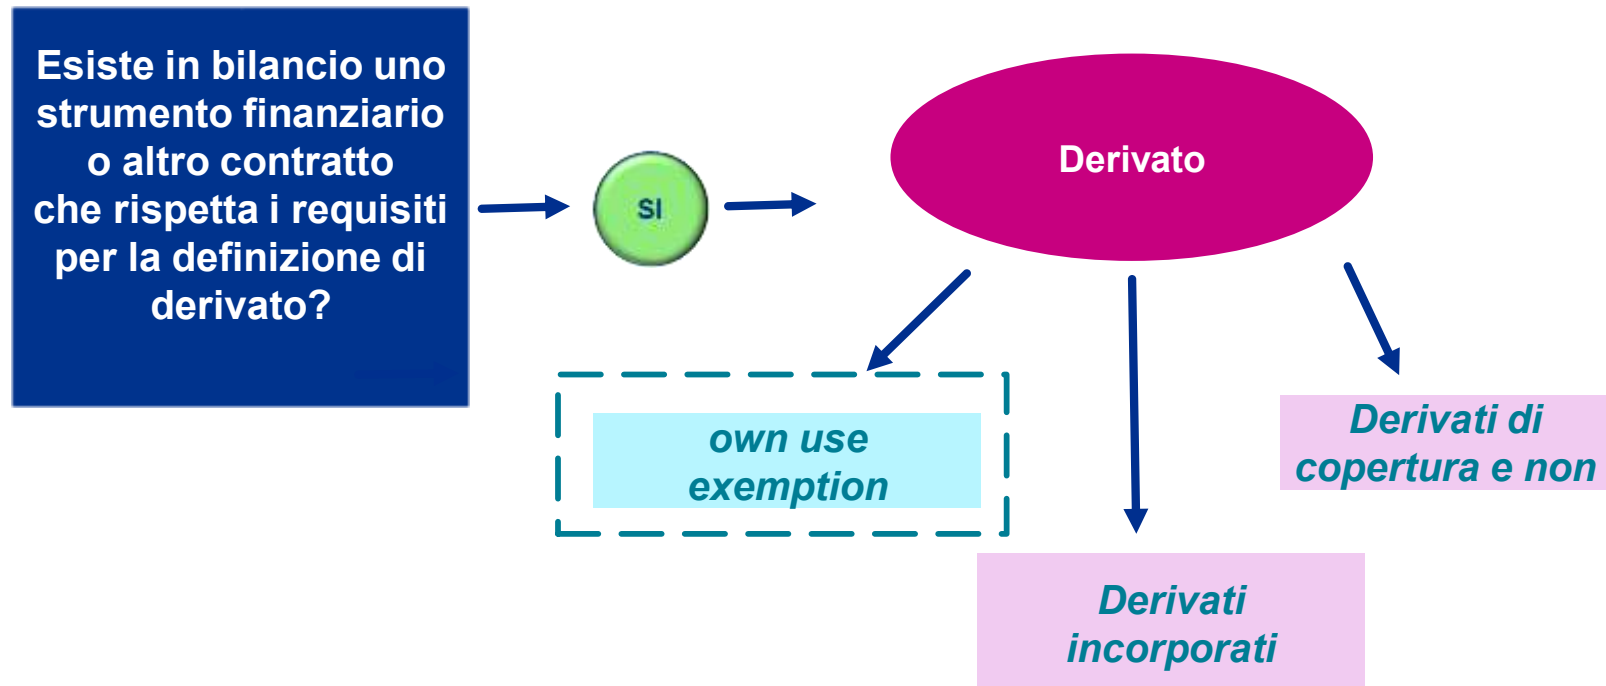 Esiste in bilancio uno
strumento finanziario
o altro contratto
che rispetta i requisiti
per la definizione di
derivato?
SI
Derivato
own use
exemption
Derivati di
copertura e non
Derivati
incorporati